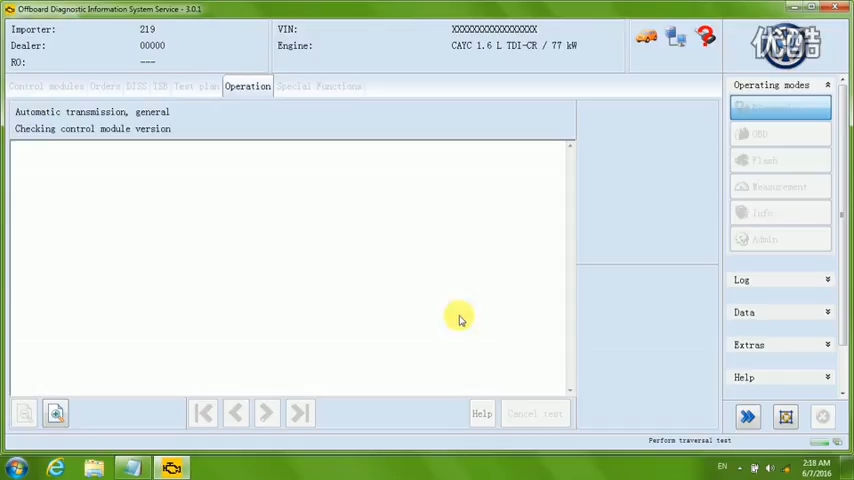 Offboard Diagnostic Information System Service - 3.0.1
Importer: 219
Dealer: 00000
RO: ---
VIN: XXXXXXXXXXXXXXXXX
Engine: CAYC 1.6 L TDI-CR / 77 kW
优酷
Control modules Orders DISS TSB Test plan Operation Special Functions
Automatic transmission, general
Checking control module version
Operating modes
OBD
Flash
Measurement
Info
Admin
Log
Data
Extras
Help
Help Cancel test
Perform traversal test
EN
2:18 AM
6/7/2016